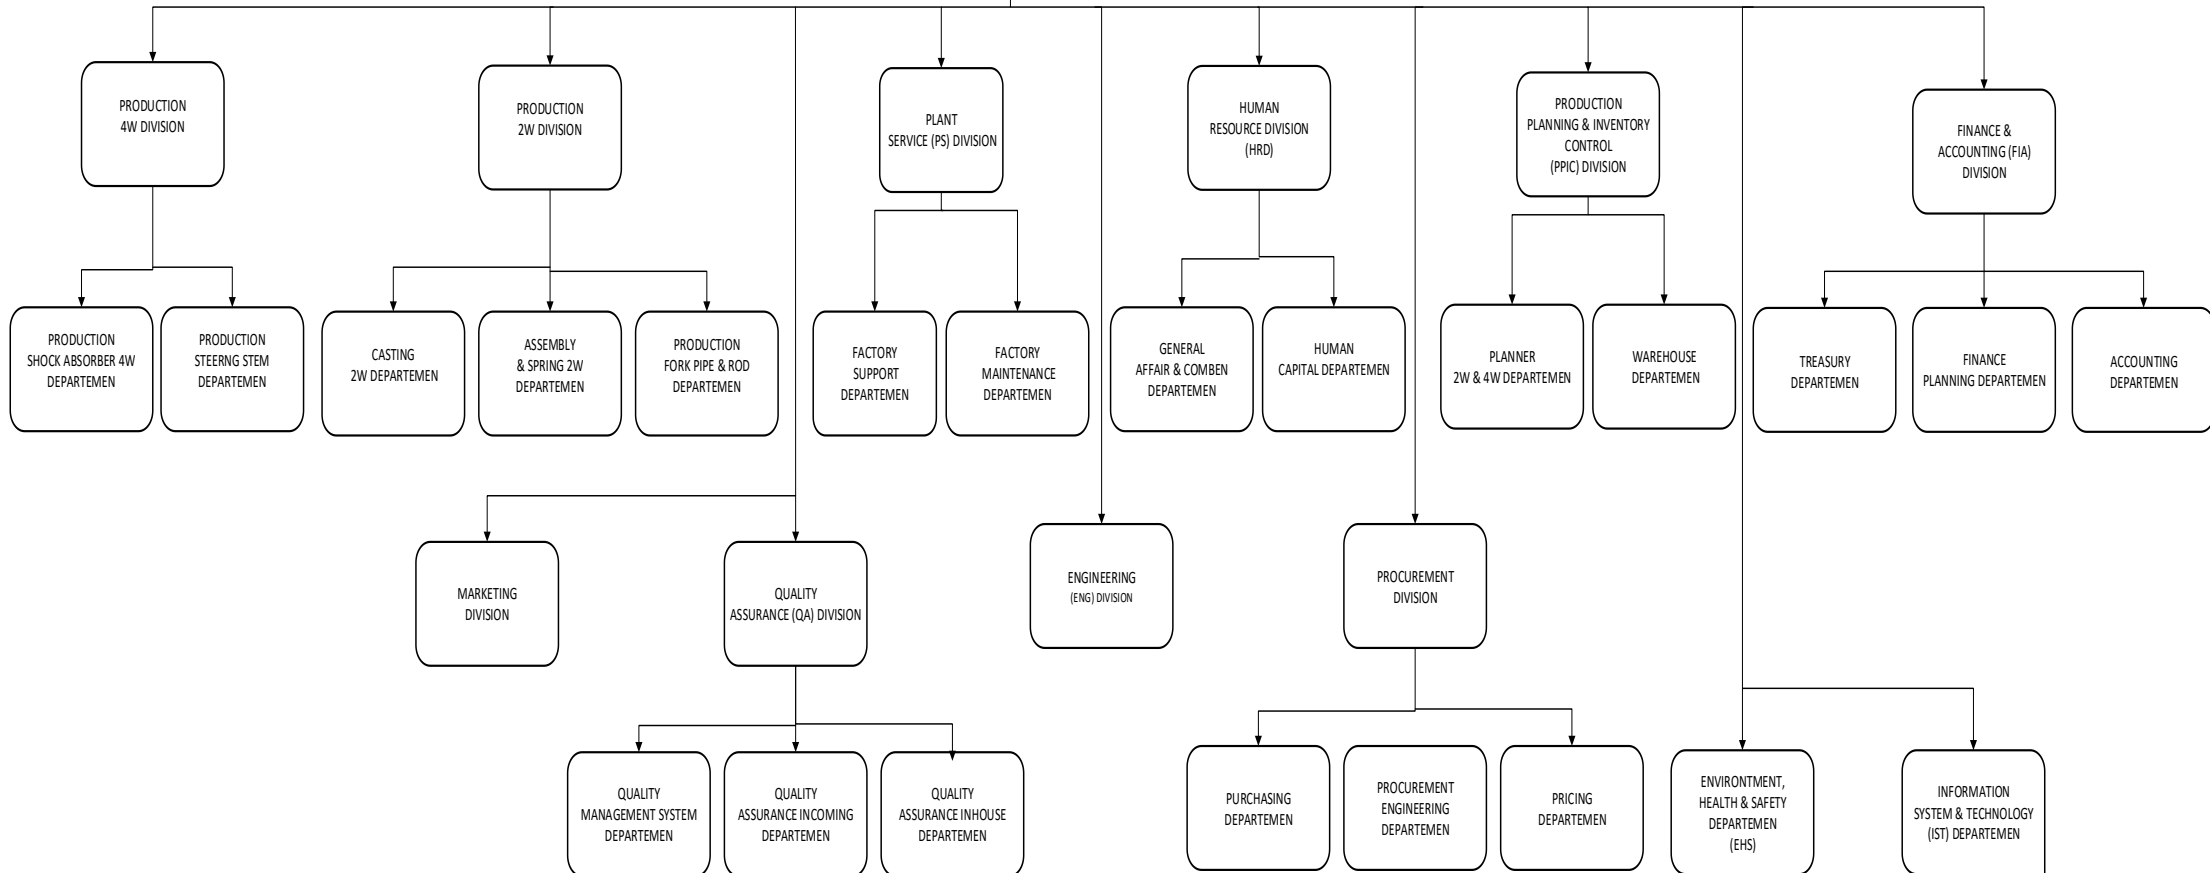 PRODUCTION
4W DIVISION
PRODUCTION
2W DIVISION
PLANT
SERVICE (PS) DIVISION
HUMAN
RESOURCE DIVISION
(HRD)
PRODUCTION
PLANNING & INVENTORY
CONTROL
(PPIC) DIVISION
FINANCE &
ACCOUNTING (FIA)
DIVISION
PRODUCTION
SHOCK ABSORBER 4W
DEPARTEMEN
PRODUCTION
STEERNG STEM
DEPARTEMEN
CASTING
2W DEPARTEMEN
ASSEMBLY
& SPRING 2W
DEPARTEMEN
PRODUCTION
FORK PIPE & ROD
DEPARTEMEN
FACTORY
SUPPORT
DEPARTEMEN
FACTORY
MAINTENANCE
DEPARTEMEN
GENERAL
AFFAIR & COMBEN
DEPARTEMEN
HUMAN
CAPITAL DEPARTEMEN
PLANNER
2W & 4W DEPARTEMEN
WAREHOUSE
DEPARTEMEN
TREASURY
DEPARTEMEN
FINANCE
PLANNING DEPARTEMEN
ACCOUNTING
DEPARTEMEN
MARKETING
DIVISION
QUALITY
ASSURANCE (QA) DIVISION
ENGINEERING
(ENG) DIVISION
PROCUREMENT
DIVISION
QUALITY
MANAGEMENT SYSTEM
DEPARTEMEN
QUALITY
ASSURANCE INCOMING
DEPARTEMEN
QUALITY
ASSURANCE INHOUSE
DEPARTEMEN
PURCHASING
DEPARTEMEN
PROCUREMENT
ENGINEERING
DEPARTEMEN
PRICING
DEPARTEMEN
ENVIRONTMENT,
HEALTH & SAFETY
DEPARTEMEN
(EHS)
INFORMATION
SYSTEM & TECHNOLOGY
(IST) DEPARTEMEN